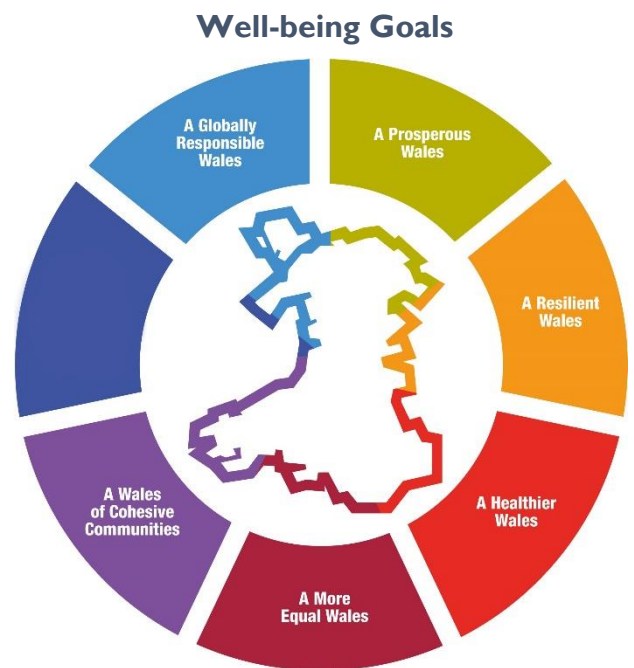 Well-being Goals
A Globally
Responsible
Wales
A Prosperous
Wales
A Resilient
Wales
A Healthier
Wales
A More
Equal Wales
A Wales
of Cohesive
Communities